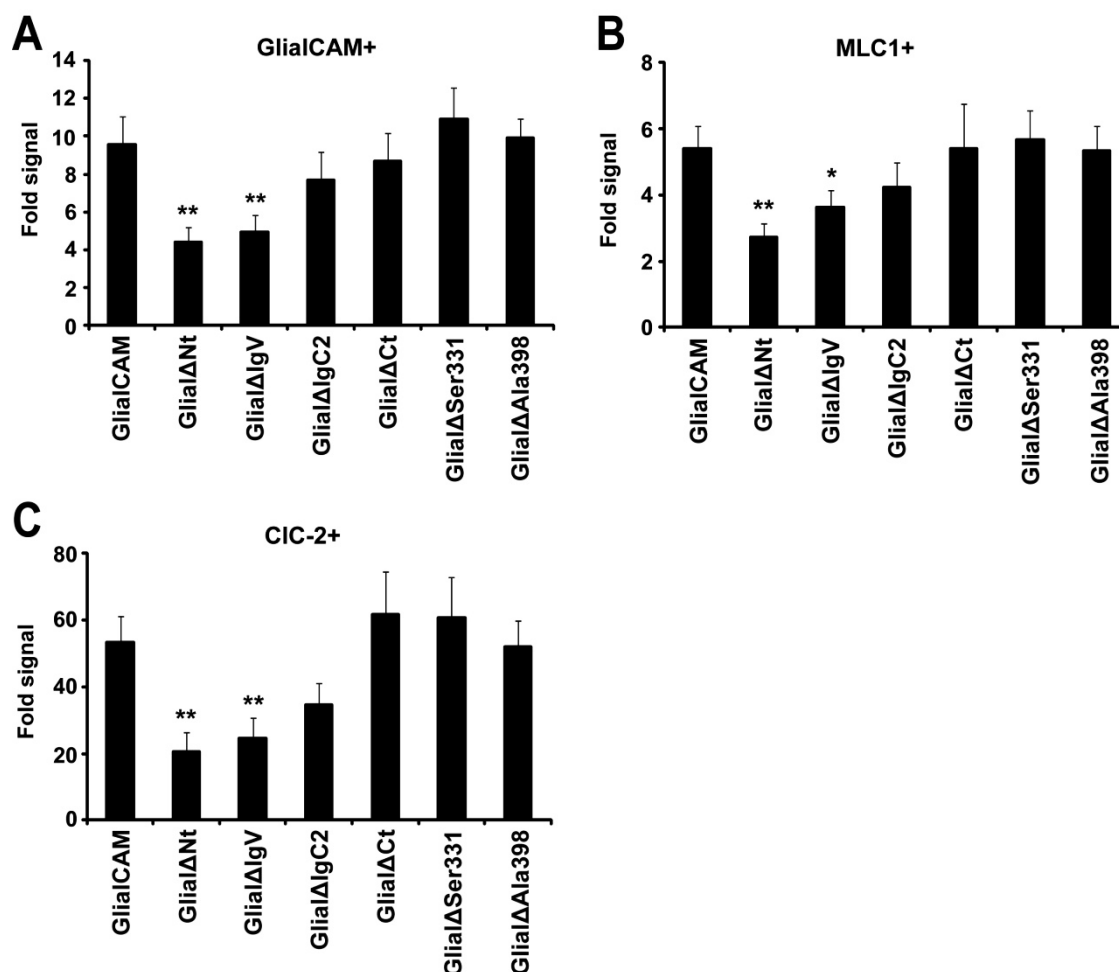 A
GlialCAM+
Fold signal
14
12
10
8
6
4
2
0
**
**
GlialCAM
GlialΔNt
GlialΔIgV
GlialΔIgC2
GlialΔCt
GlialΔSer331
GlialΔAla398
B
MLC1+
Fold signal
8
6
4
2
0
**
*
GlialCAM
GlialΔNt
GlialΔIgV
GlialΔIgC2
GlialΔCt
GlialΔSer331
GlialΔAla398
C
ClC-2+
Fold signal
80
60
40
20
0
**
**
GlialCAM
GlialΔNt
GlialΔIgV
GlialΔIgC2
GlialΔCt
GlialΔSer331
GlialΔAla398